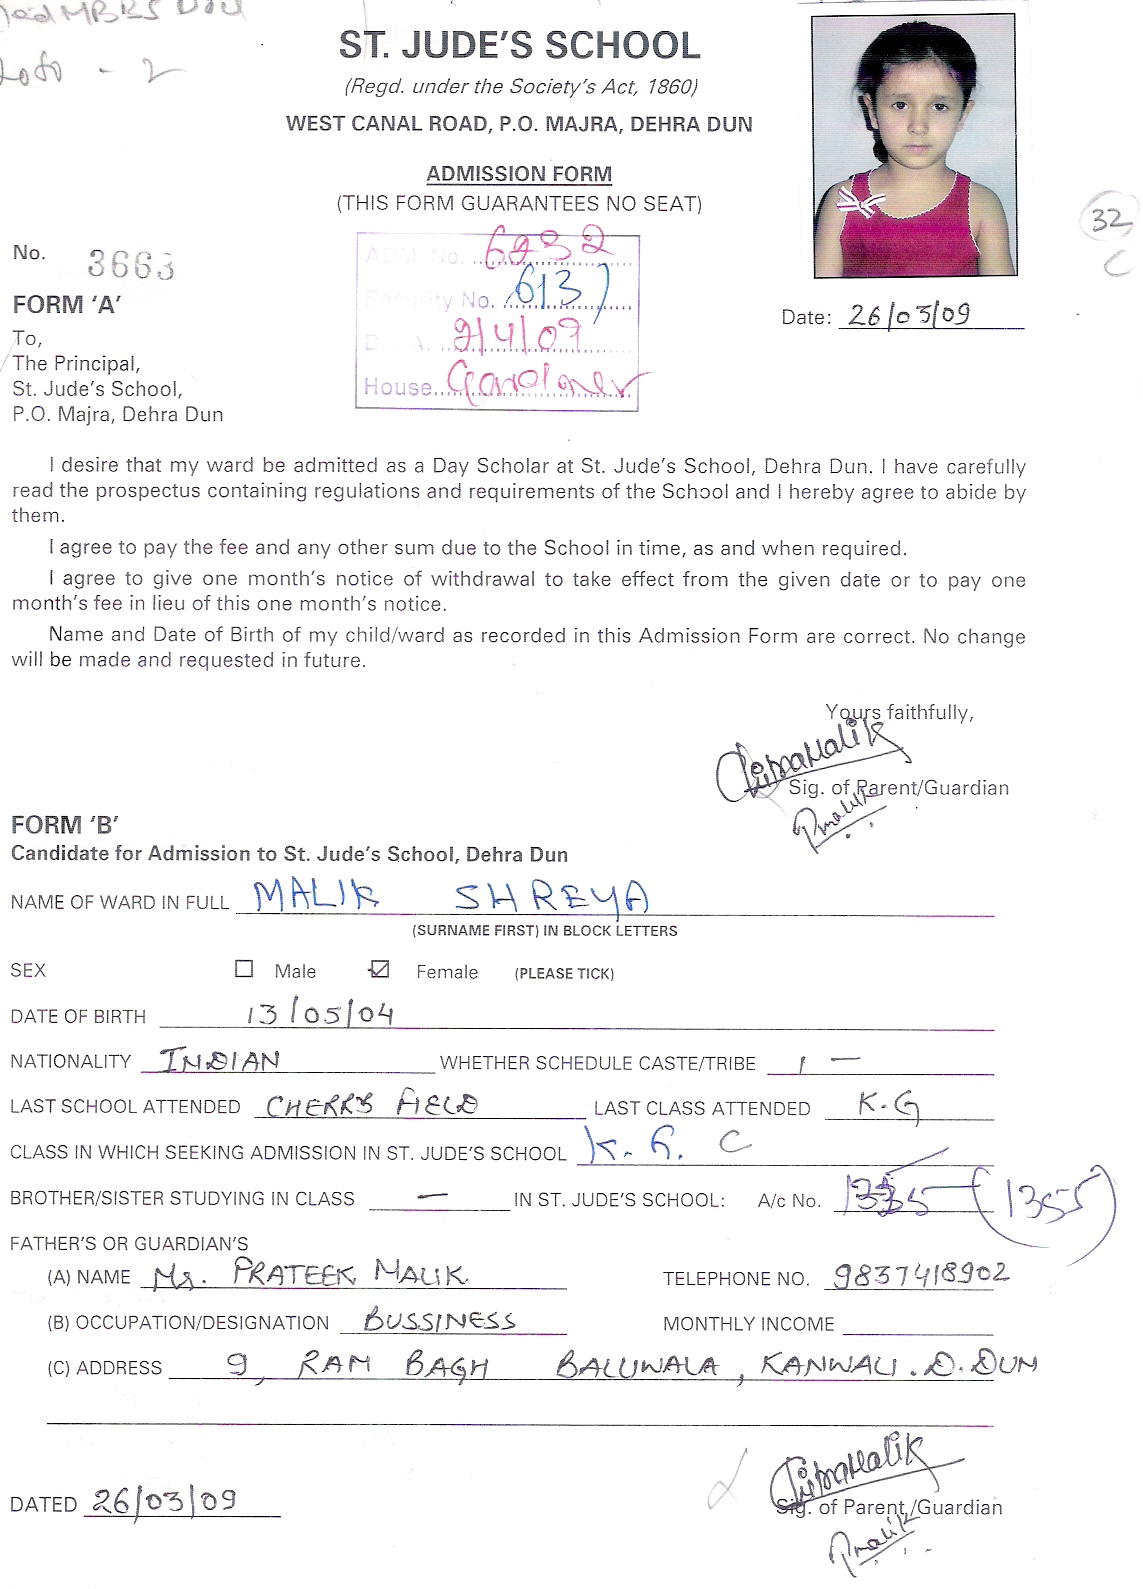 ST. JUDE'S SCHOOL
(Regd. under the Society's Act, 1860)
WEST CANAL ROAD, P.O. MAJRA, DEHRA DUN
ADMISSION FORM
(THIS FORM GUARANTEES NO SEAT)
32
C
No. 3663
ADM No. 6232
Security No. 6137
D.O.A. 2/4/09
House Gardner
FORM 'A'
Date: 26/03/09
To,
The Principal,
St. Jude's School,
P.O. Majra, Dehra Dun
I desire that my ward be admitted as a Day Scholar at St. Jude's School, Dehra Dun. I have carefully
read the prospectus containing regulations and requirements of the School and I hereby agree to abide by
them.
I agree to pay the fee and any other sum due to the School in time, as and when required.
I agree to give one month's notice of withdrawal to take effect from the given date or to pay one
month's fee in lieu of this one month's notice.
Name and Date of Birth of my child/ward as recorded in this Admission Form are correct. No change
will be made and requested in future.
Yours faithfully,
Sig. of Parent/Guardian
PMalik
FORM 'B'
Candidate for Admission to St. Jude's School, Dehra Dun
NAME OF WARD IN FULL MALIK SHREYA
(SURNAME FIRST) IN BLOCK LETTERS
SEX Male Female (PLEASE TICK)
DATE OF BIRTH 13/05/04
NATIONALITY INDIAN WHETHER SCHEDULE CASTE/TRIBE —
LAST SCHOOL ATTENDED CHERRY FIELD LAST CLASS ATTENDED K.G
CLASS IN WHICH SEEKING ADMISSION IN ST. JUDE'S SCHOOL K.G. C
BROTHER/SISTER STUDYING IN CLASS — IN ST. JUDE'S SCHOOL: A/c No. (1355)
FATHER'S OR GUARDIAN'S
(A) NAME Mr. PRATEEK MALIK TELEPHONE NO. 9837418902
(B) OCCUPATION/DESIGNATION BUSSINESS MONTHLY INCOME
(C) ADDRESS 9, RAM BAGH BALUWALA, KANWALI. D. DUN
DATED 26/03/09
Sig. of Parent/Guardian
PMalik